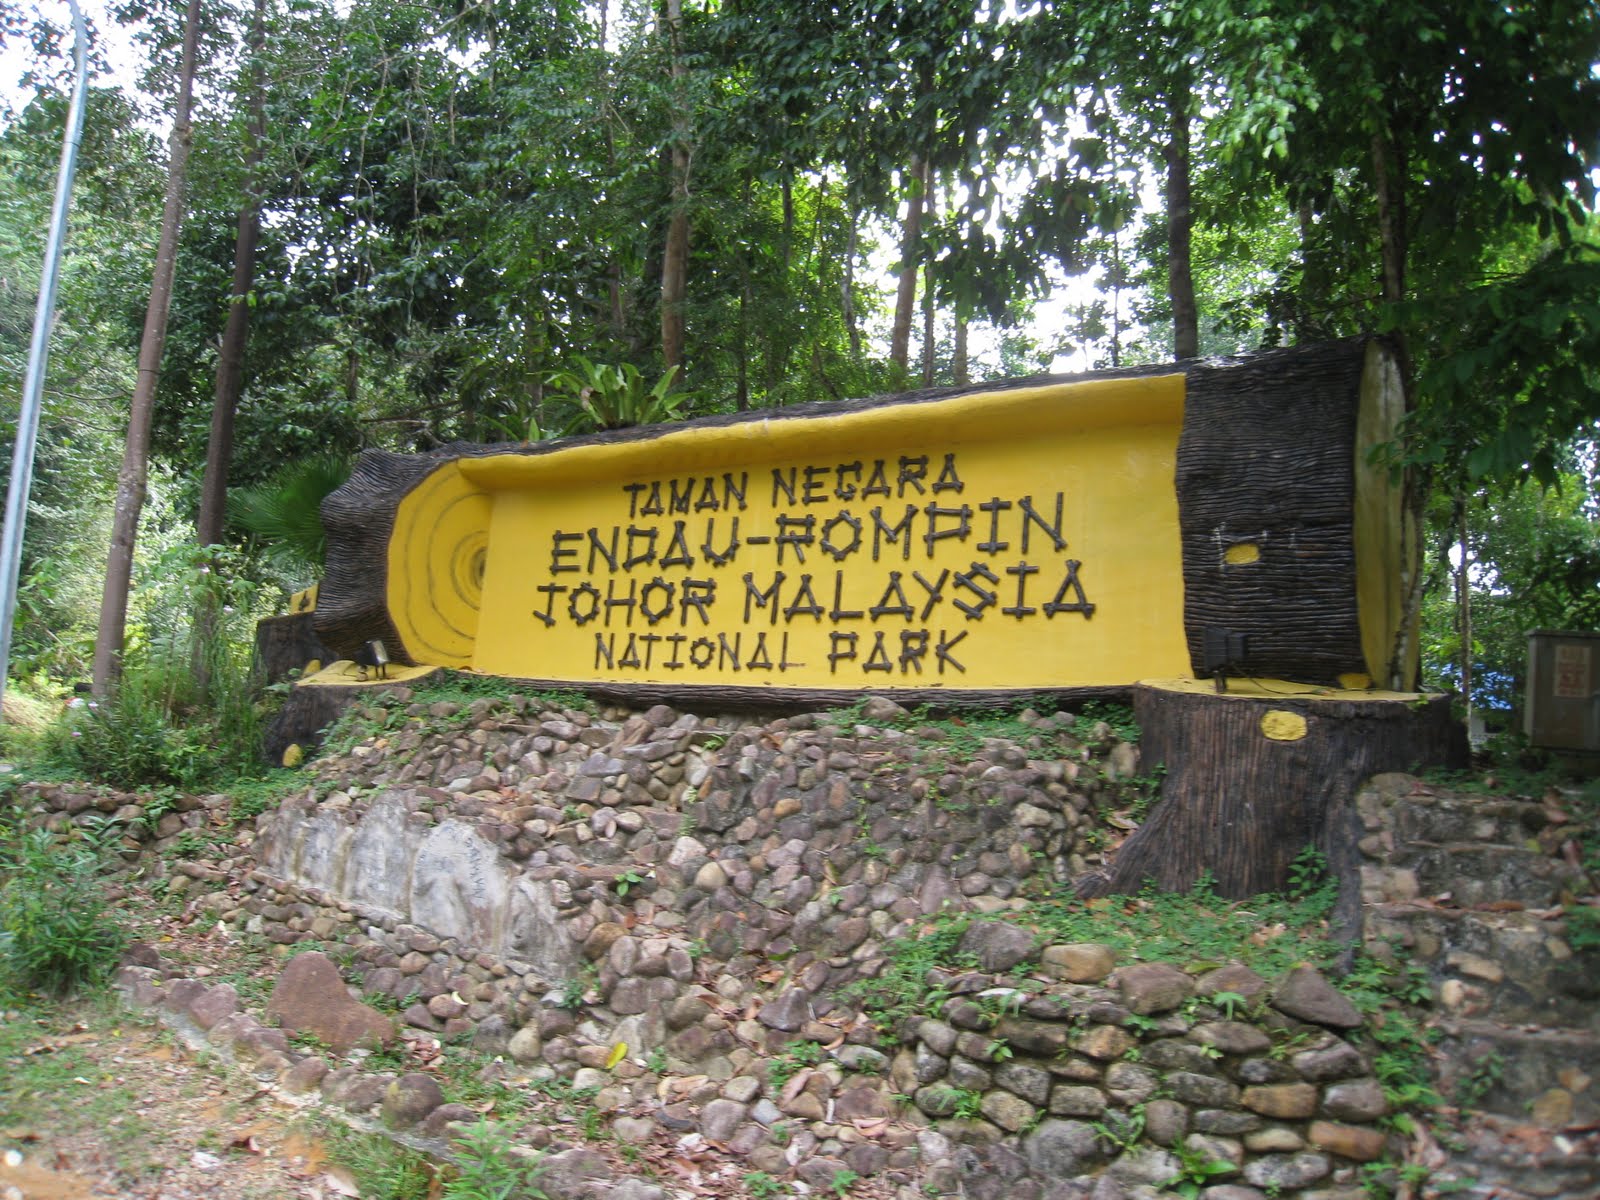 TAMAN NEGARA
ENDAU-ROMPIN
JOHOR MALAYSIA
NATIONAL PARK